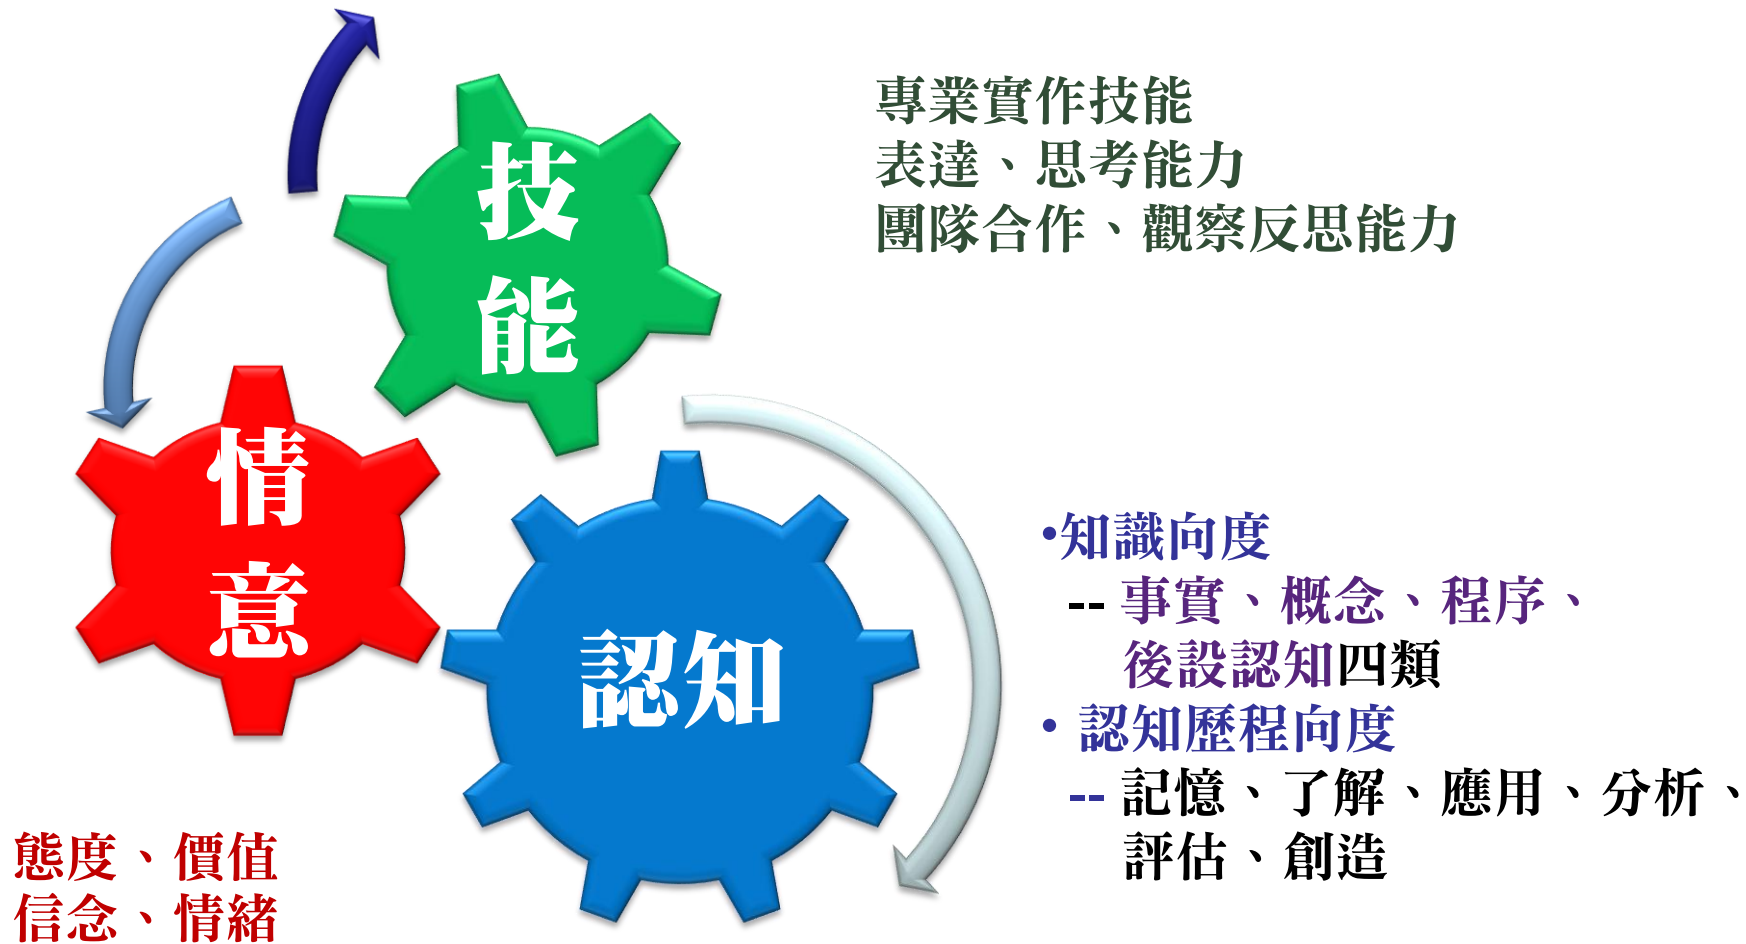 技能
專業實作技能
表達、思考能力
團隊合作、觀察反思能力
情意
態度、價值
信念、情緒
認知
•知識向度
-- 事實、概念、程序、
後設認知四類
• 認知歷程向度
-- 記憶、了解、應用、分析、
評估、創造